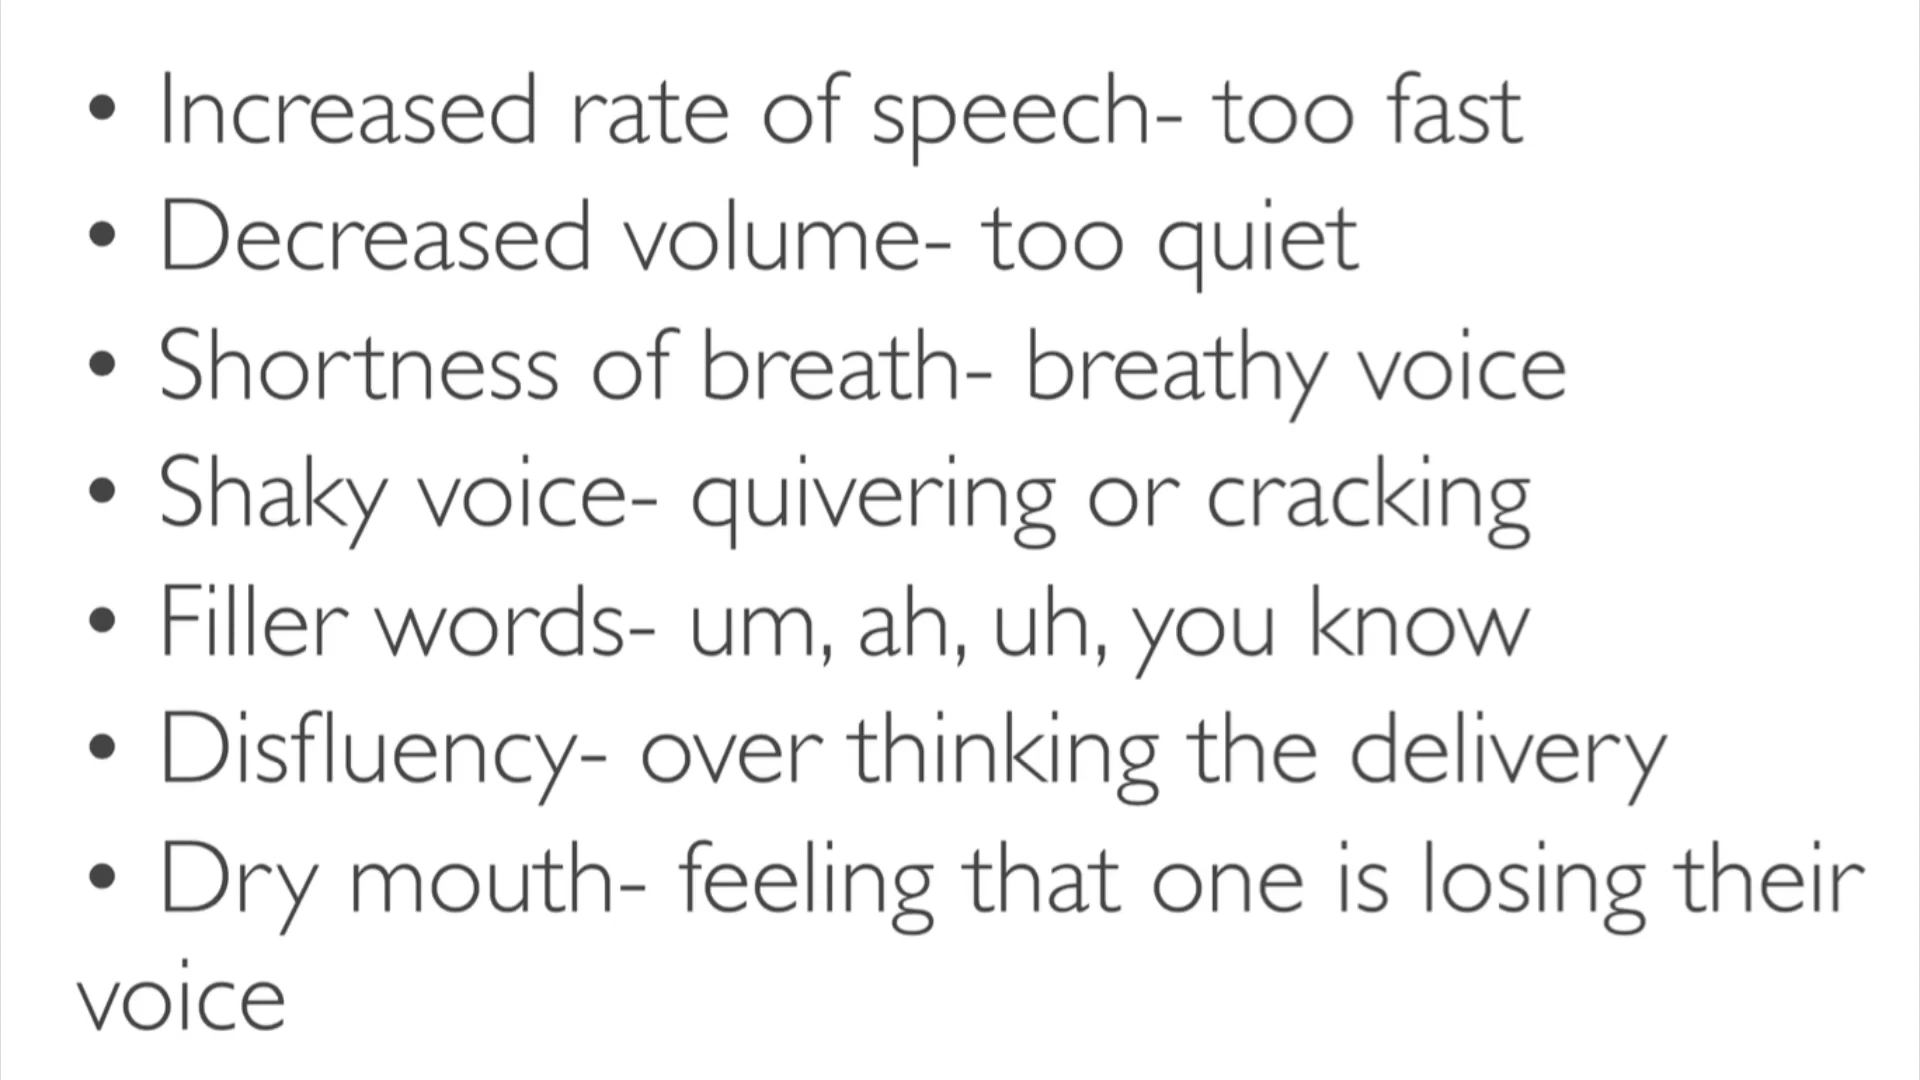 • Increased rate of speech- too fast
• Decreased volume- too quiet
• Shortness of breath- breathy voice
• Shaky voice- quivering or cracking
• Filler words- um, ah, uh, you know
• Disfluency- over thinking the delivery
• Dry mouth- feeling that one is losing their
voice